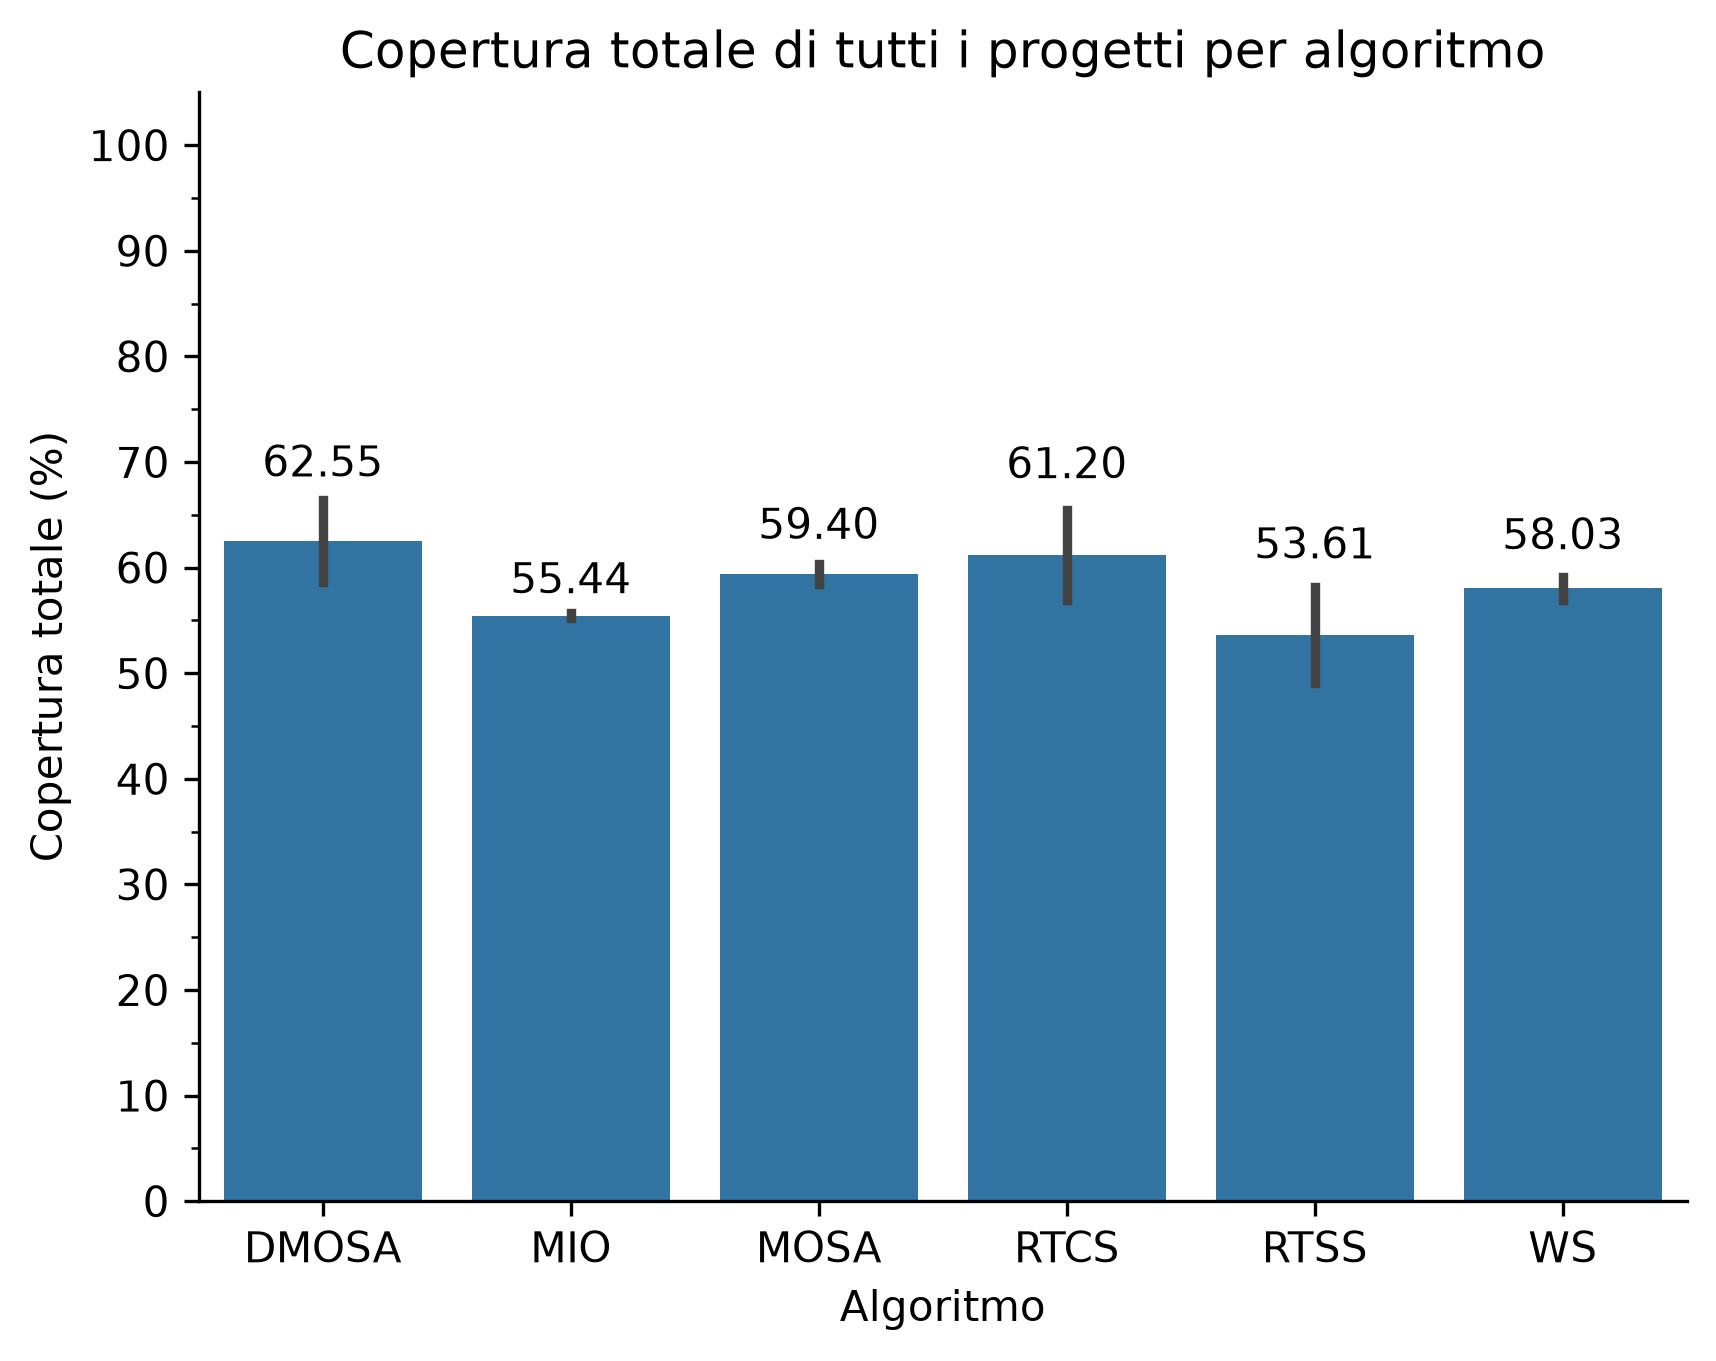 Copertura totale di tutti i progetti per algoritmo
Copertura totale (%)
100
90
80
70
60
50
40
30
20
10
0
62.55
55.44
59.40
61.20
53.61
58.03
DMOSA
MIO
MOSA
RTCS
RTSS
WS
Algoritmo